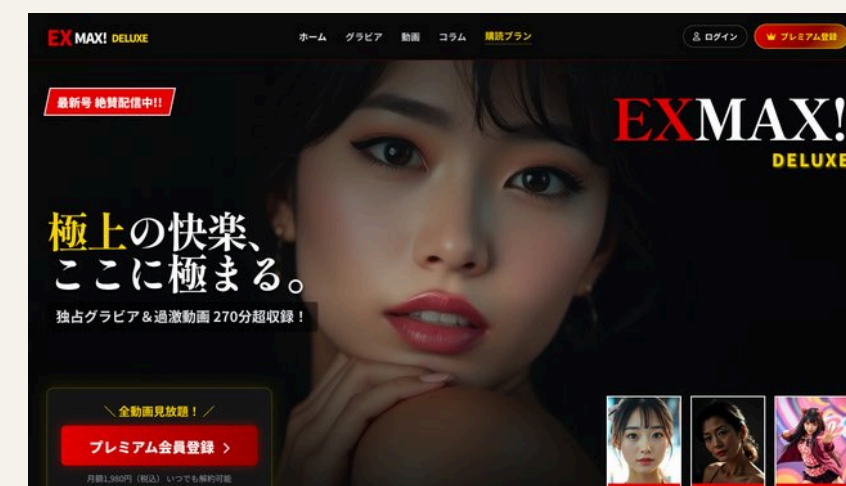 EX MAX! DELUXE
ホーム グラビア 動画 コラム 購読プラン
ログイン プレミアム登録
最新号 絶賛配信中!!
EXMAX!
DELUXE
極上の快楽、
ここに極まる。
独占グラビア＆過激動画 270分超収録！
＼ 全動画見放題！ ／
プレミアム会員登録 >
月額1,980円（税込） いつでも解約可能